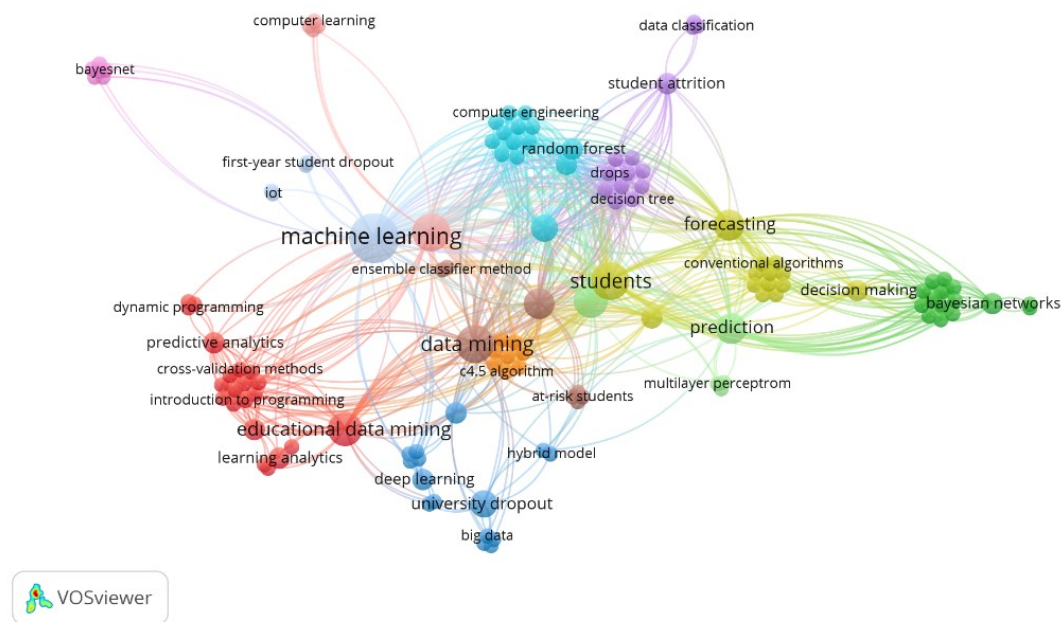 computer learning
data classification
bayesnet
student attrition
computer engineering
random forest
first-year student dropout
drops
iot
decision tree
forecasting
machine learning
conventional algorithms
ensemble classifier method
students
decision making
bayesian networks
dynamic programming
prediction
predictive analytics
data mining
cross-validation methods
c4,5 algorithm
multilayer perceptrom
introduction to programming
at-risk students
educational data mining
learning analytics
hybrid model
deep learning
university dropout
big data
VOSviewer